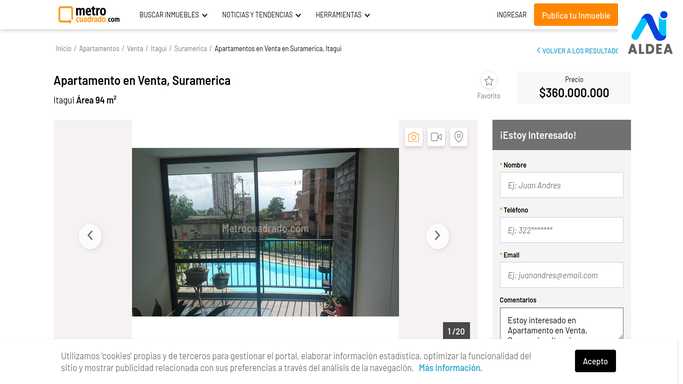 metro
cuadrado.com
BUSCAR INMUEBLES
NOTICIAS Y TENDENCIAS
HERRAMIENTAS
INGRESAR
Publica tu Inmueble
ALDEA
Inicio / Apartamentos / Venta / Itagui / Suramerica / Apartamentos en Venta en Suramerica, Itagui
VOLVER A LOS RESULTAD
Apartamento en Venta, Suramerica
Itagui Área 94 m²
Favorito
Precio
$360.000.000
¡Estoy Interesado!
* Nombre
Ej: Juan Andres
* Teléfono
Ej: 322*******
* Email
Ej: juanandres@email.com
Comentarios
Estoy interesado en
Apartamento en Venta,
Metrocuadrado.com
1 / 20
Utilizamos 'cookies' propias y de terceros para gestionar el portal, elaborar información estadística, optimizar la funcionalidad del
sitio y mostrar publicidad relacionada con sus preferencias a través del análisis de la navegación. Más Información.
Acepto